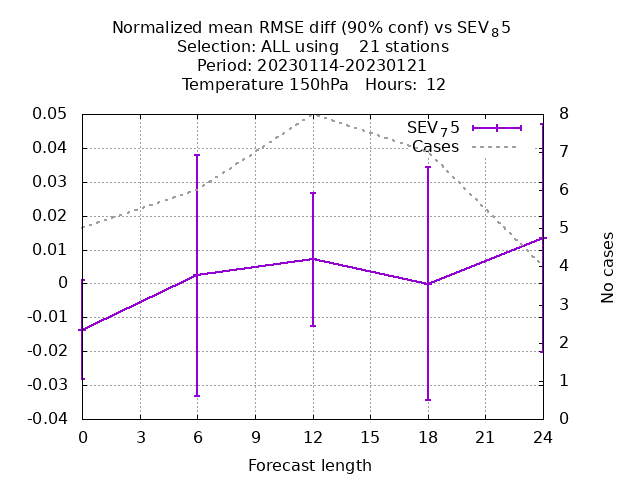 Normalized mean RMSE diff (90% conf) vs SEV₈5
Selection: ALL using    21 stations
Period: 20230114-20230121
Temperature 150hPa   Hours:  12
SEV₇5
Cases
0.05
0.04
0.03
0.02
0.01
0
-0.01
-0.02
-0.03
-0.04
8
7
6
5
4
3
2
1
0
No cases
0 3 6 9 12 15 18 21 24
Forecast length